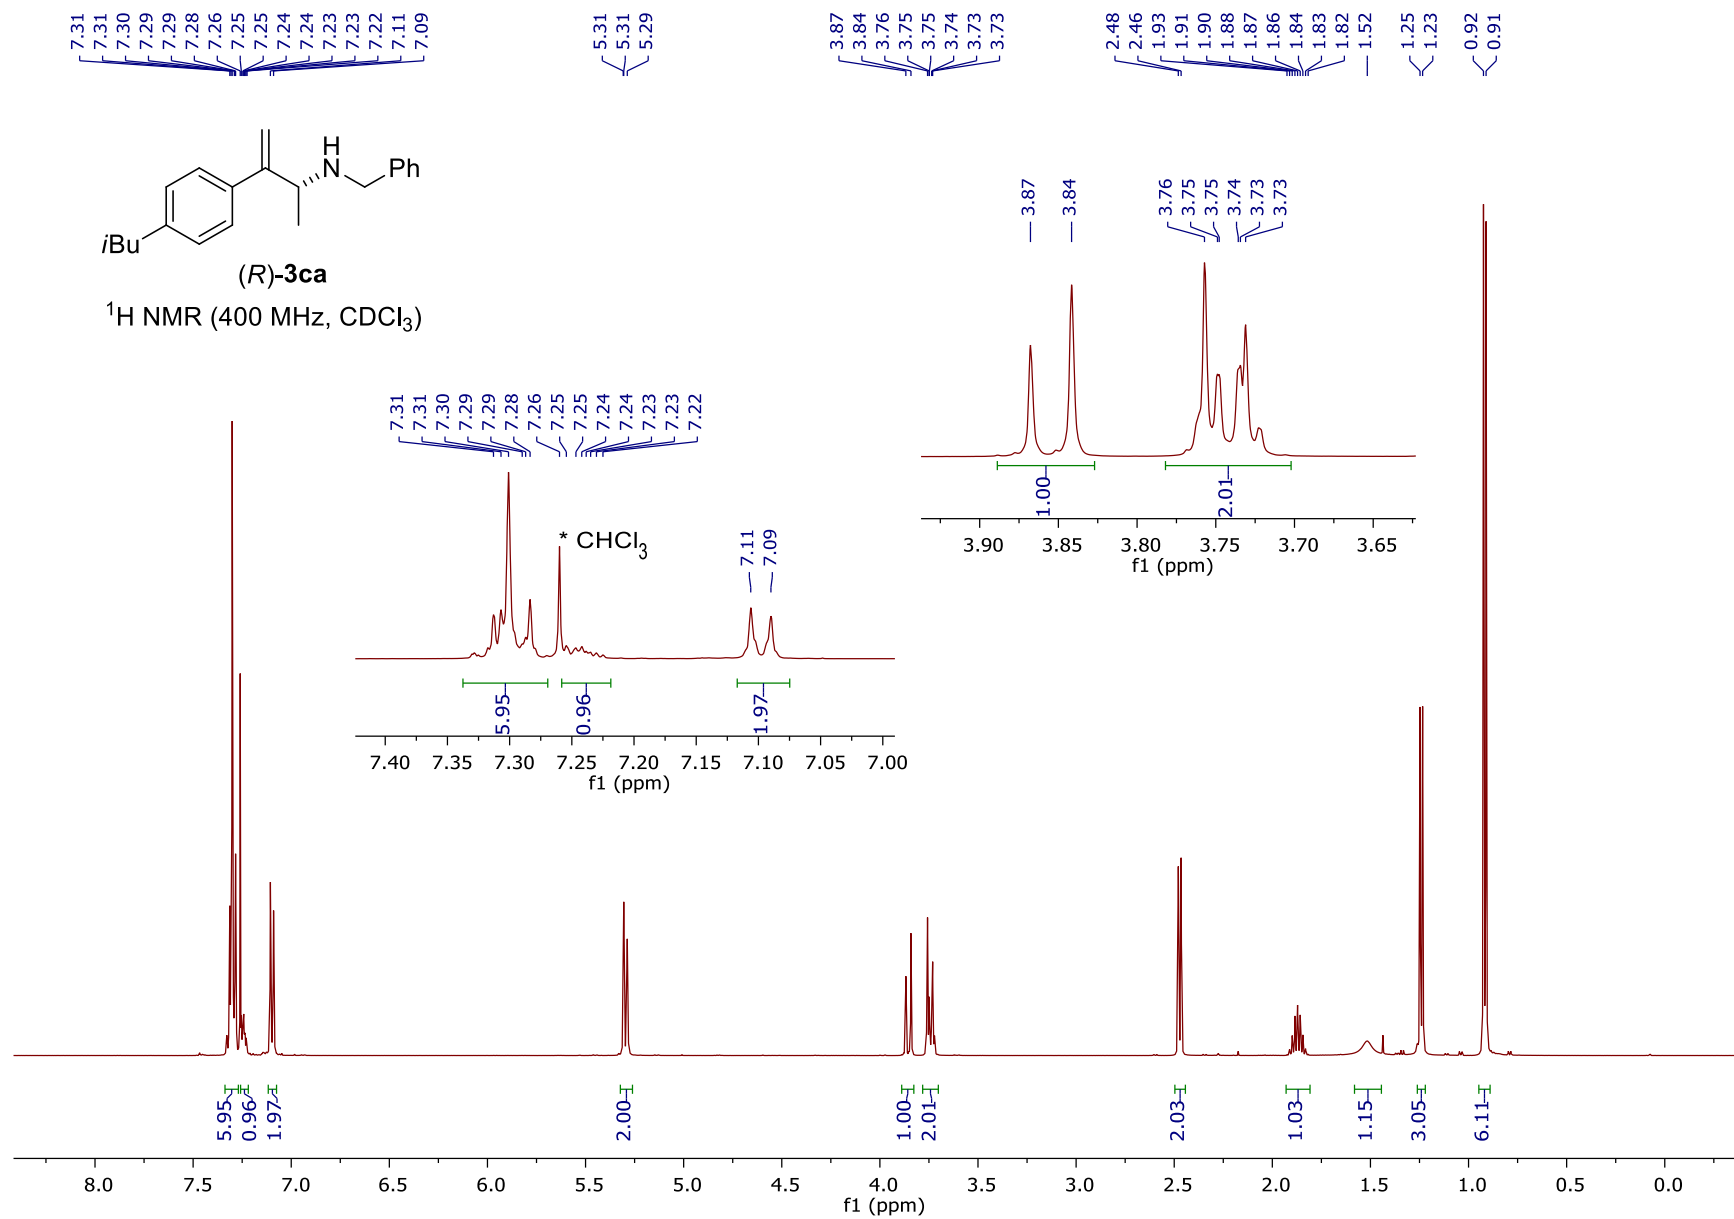 7.31 7.31 7.30 7.29 7.29 7.28 7.26 7.25 7.25 7.24 7.24 7.23 7.23 7.22 7.11 7.09 5.31 5.31 5.29 3.87 3.84 3.76 3.75 3.75 3.74 3.73 3.73 2.48 2.46 1.93 1.91 1.90 1.88 1.87 1.86 1.84 1.83 1.82 1.52 1.25 1.23 0.92 0.91
H
N
Ph
iBu
(R)-3ca
¹H NMR (400 MHz, CDCl₃)
3.87 3.84 3.76 3.75 3.75 3.74 3.73 3.73
1.00 2.01
3.90 3.85 3.80 3.75 3.70 3.65
f1 (ppm)
7.31 7.31 7.30 7.29 7.29 7.28 7.26 7.25 7.25 7.24 7.24 7.23 7.23 7.22
* CHCl₃
7.11 7.09
5.95 0.96 1.97
7.40 7.35 7.30 7.25 7.20 7.15 7.10 7.05 7.00
f1 (ppm)
5.95 0.96 1.97 2.00 1.00 2.01 2.03 1.03 1.15 3.05 6.11
8.0 7.5 7.0 6.5 6.0 5.5 5.0 4.5 4.0 3.5 3.0 2.5 2.0 1.5 1.0 0.5 0.0
f1 (ppm)